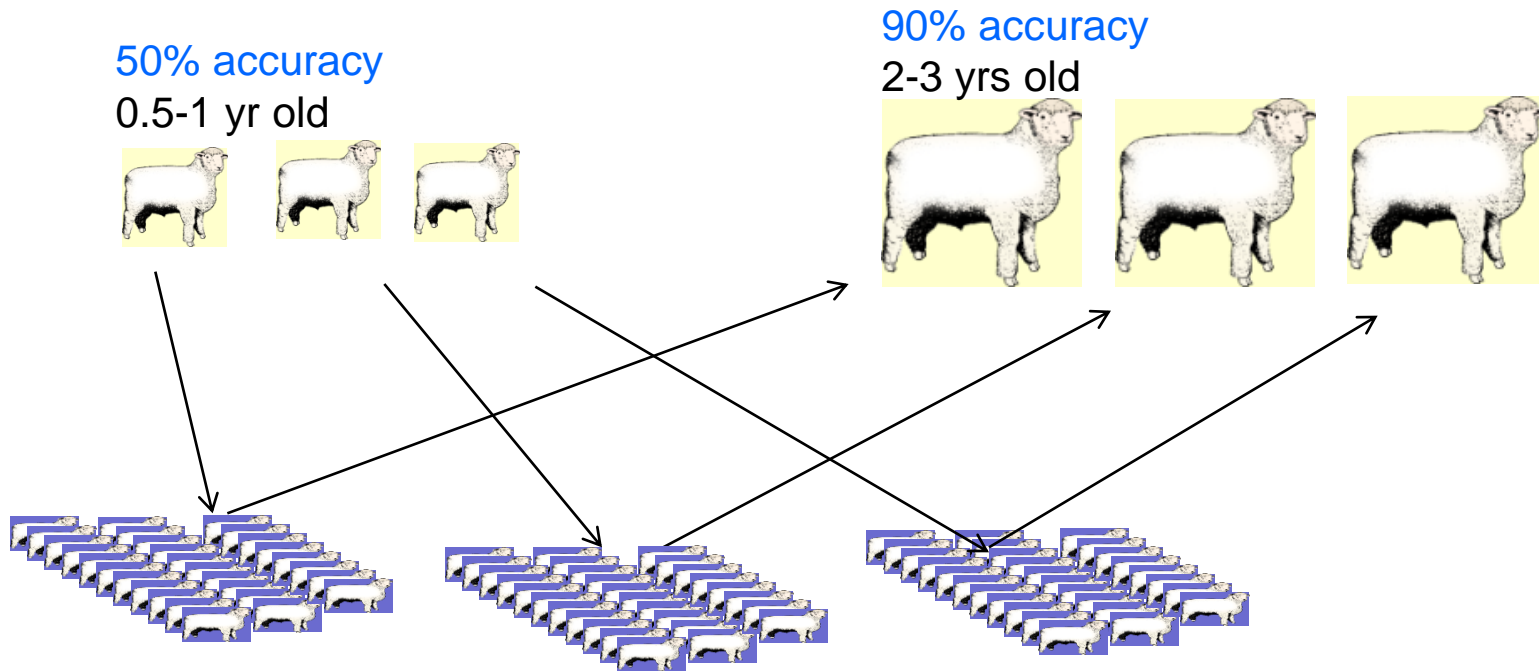 50% accuracy
0.5-1 yr old
90% accuracy
2-3 yrs old